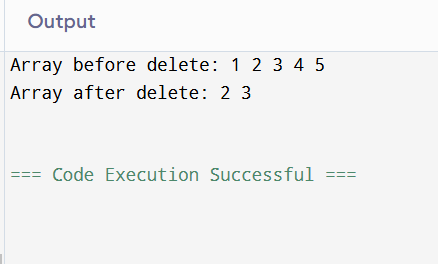 Output
Array before delete: 1 2 3 4 5
Array after delete: 2 3
=== Code Execution Successful ===